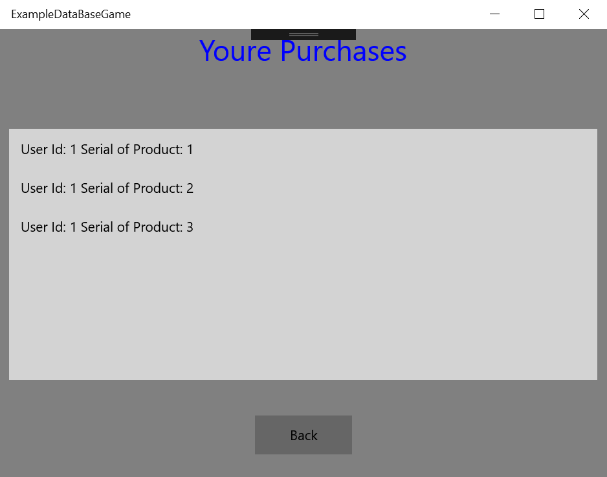 ExampleDataBaseGame
Youre Purchases
User Id: 1 Serial of Product: 1
User Id: 1 Serial of Product: 2
User Id: 1 Serial of Product: 3
Back